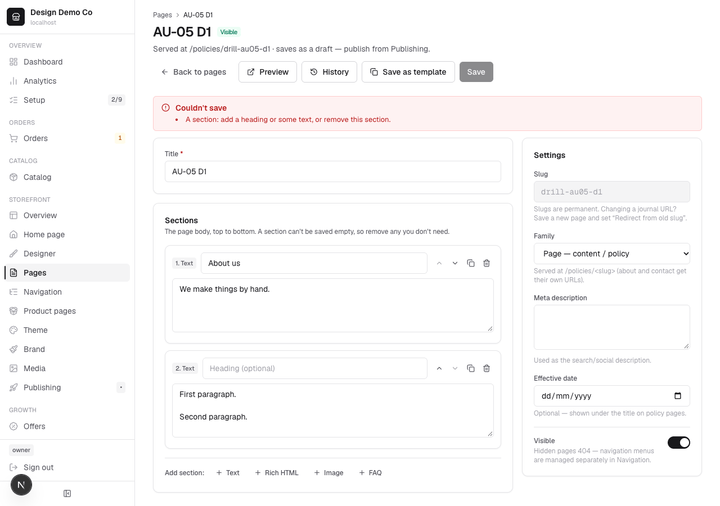 Design Demo Co
localhost
OVERVIEW
Dashboard
Analytics
Setup 2/9
ORDERS
Orders 1
CATALOG
Catalog
STOREFRONT
Overview
Home page
Designer
Pages
Navigation
Product pages
Theme
Brand
Media
Publishing
GROWTH
Offers
owner
Sign out
N
Pages > AU-05 D1
AU-05 D1 Visible
Served at /policies/drill-au05-d1 · saves as a draft — publish from Publishing.
Back to pages Preview History Save as template Save
Couldn't save
• A section: add a heading or some text, or remove this section.
Title *
AU-05 D1
Sections
The page body, top to bottom. A section can't be saved empty, so remove any you don't need.
1. Text About us
We make things by hand.
2. Text Heading (optional)
First paragraph.
Second paragraph.
Add section: + Text + Rich HTML + Image + FAQ
Settings
Slug
drill-au05-d1
Slugs are permanent. Changing a journal URL?
Save a new page and set “Redirect from old slug”.
Family
Page — content / policy
Served at /policies/<slug> (about and contact get
their own URLs).
Meta description
Used as the search/social description.
Effective date
dd/mm/yyyy
Optional — shown under the title on policy pages.
Visible
Hidden pages 404 — navigation menus
are managed separately in Navigation.